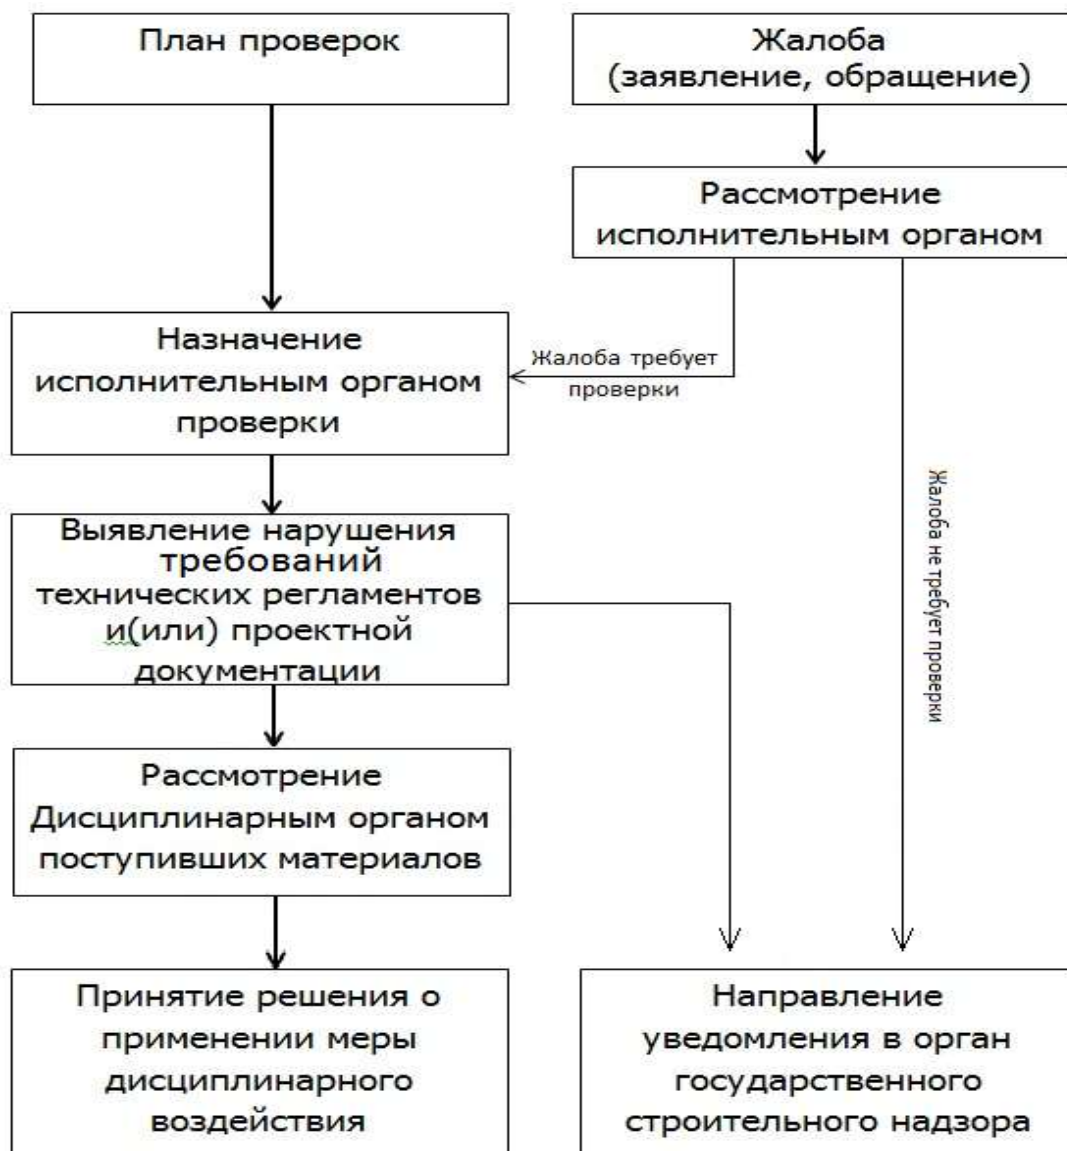 План проверок
Жалоба
(заявление, обращение)
Рассмотрение
исполнительным органом
Назначение
исполнительным органом
проверки
Жалоба требует
проверки
Жалоба не требует проверки
Выявление нарушения
требований
технических регламентов
и(или) проектной
документации
Рассмотрение
Дисциплинарным органом
поступивших материалов
Принятие решения о
применении меры
дисциплинарного
воздействия
Направление
уведомления в орган
государственного
строительного надзора